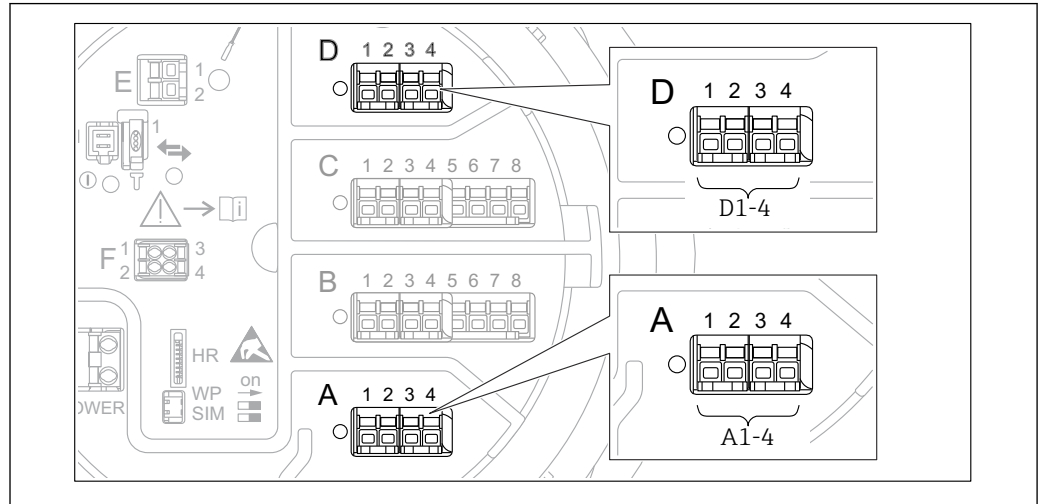 D 1 2 3 4
E 1
2
1
C 1 2 3 4 5 6 7 8
i
F 1 3
2 4
B 1 2 3 4 5 6 7 8
HR
WP on
SIM
OWER
A 1 2 3 4
D 1 2 3 4
D1-4
A 1 2 3 4
A1-4